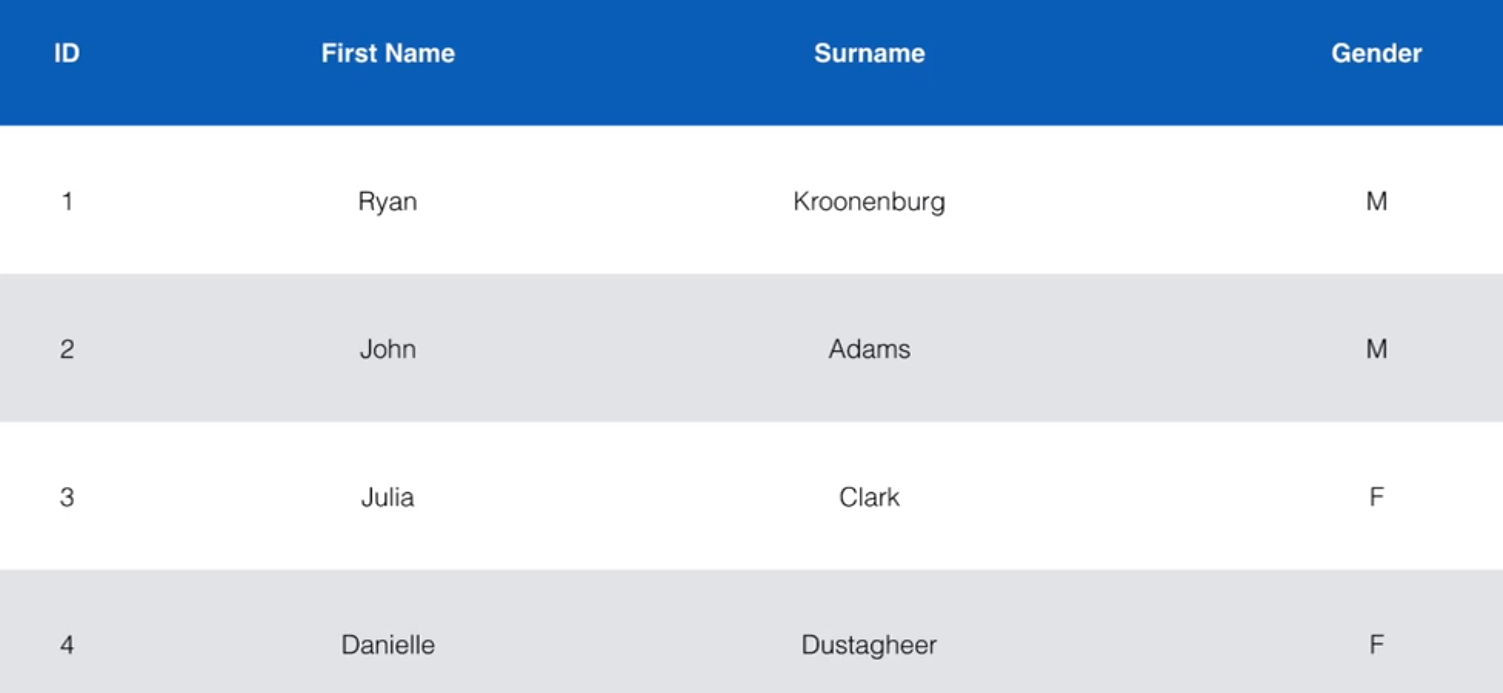 ID First Name Surname Gender
1 Ryan Kroonenburg M
2 John Adams M
3 Julia Clark F
4 Danielle Dustagheer F